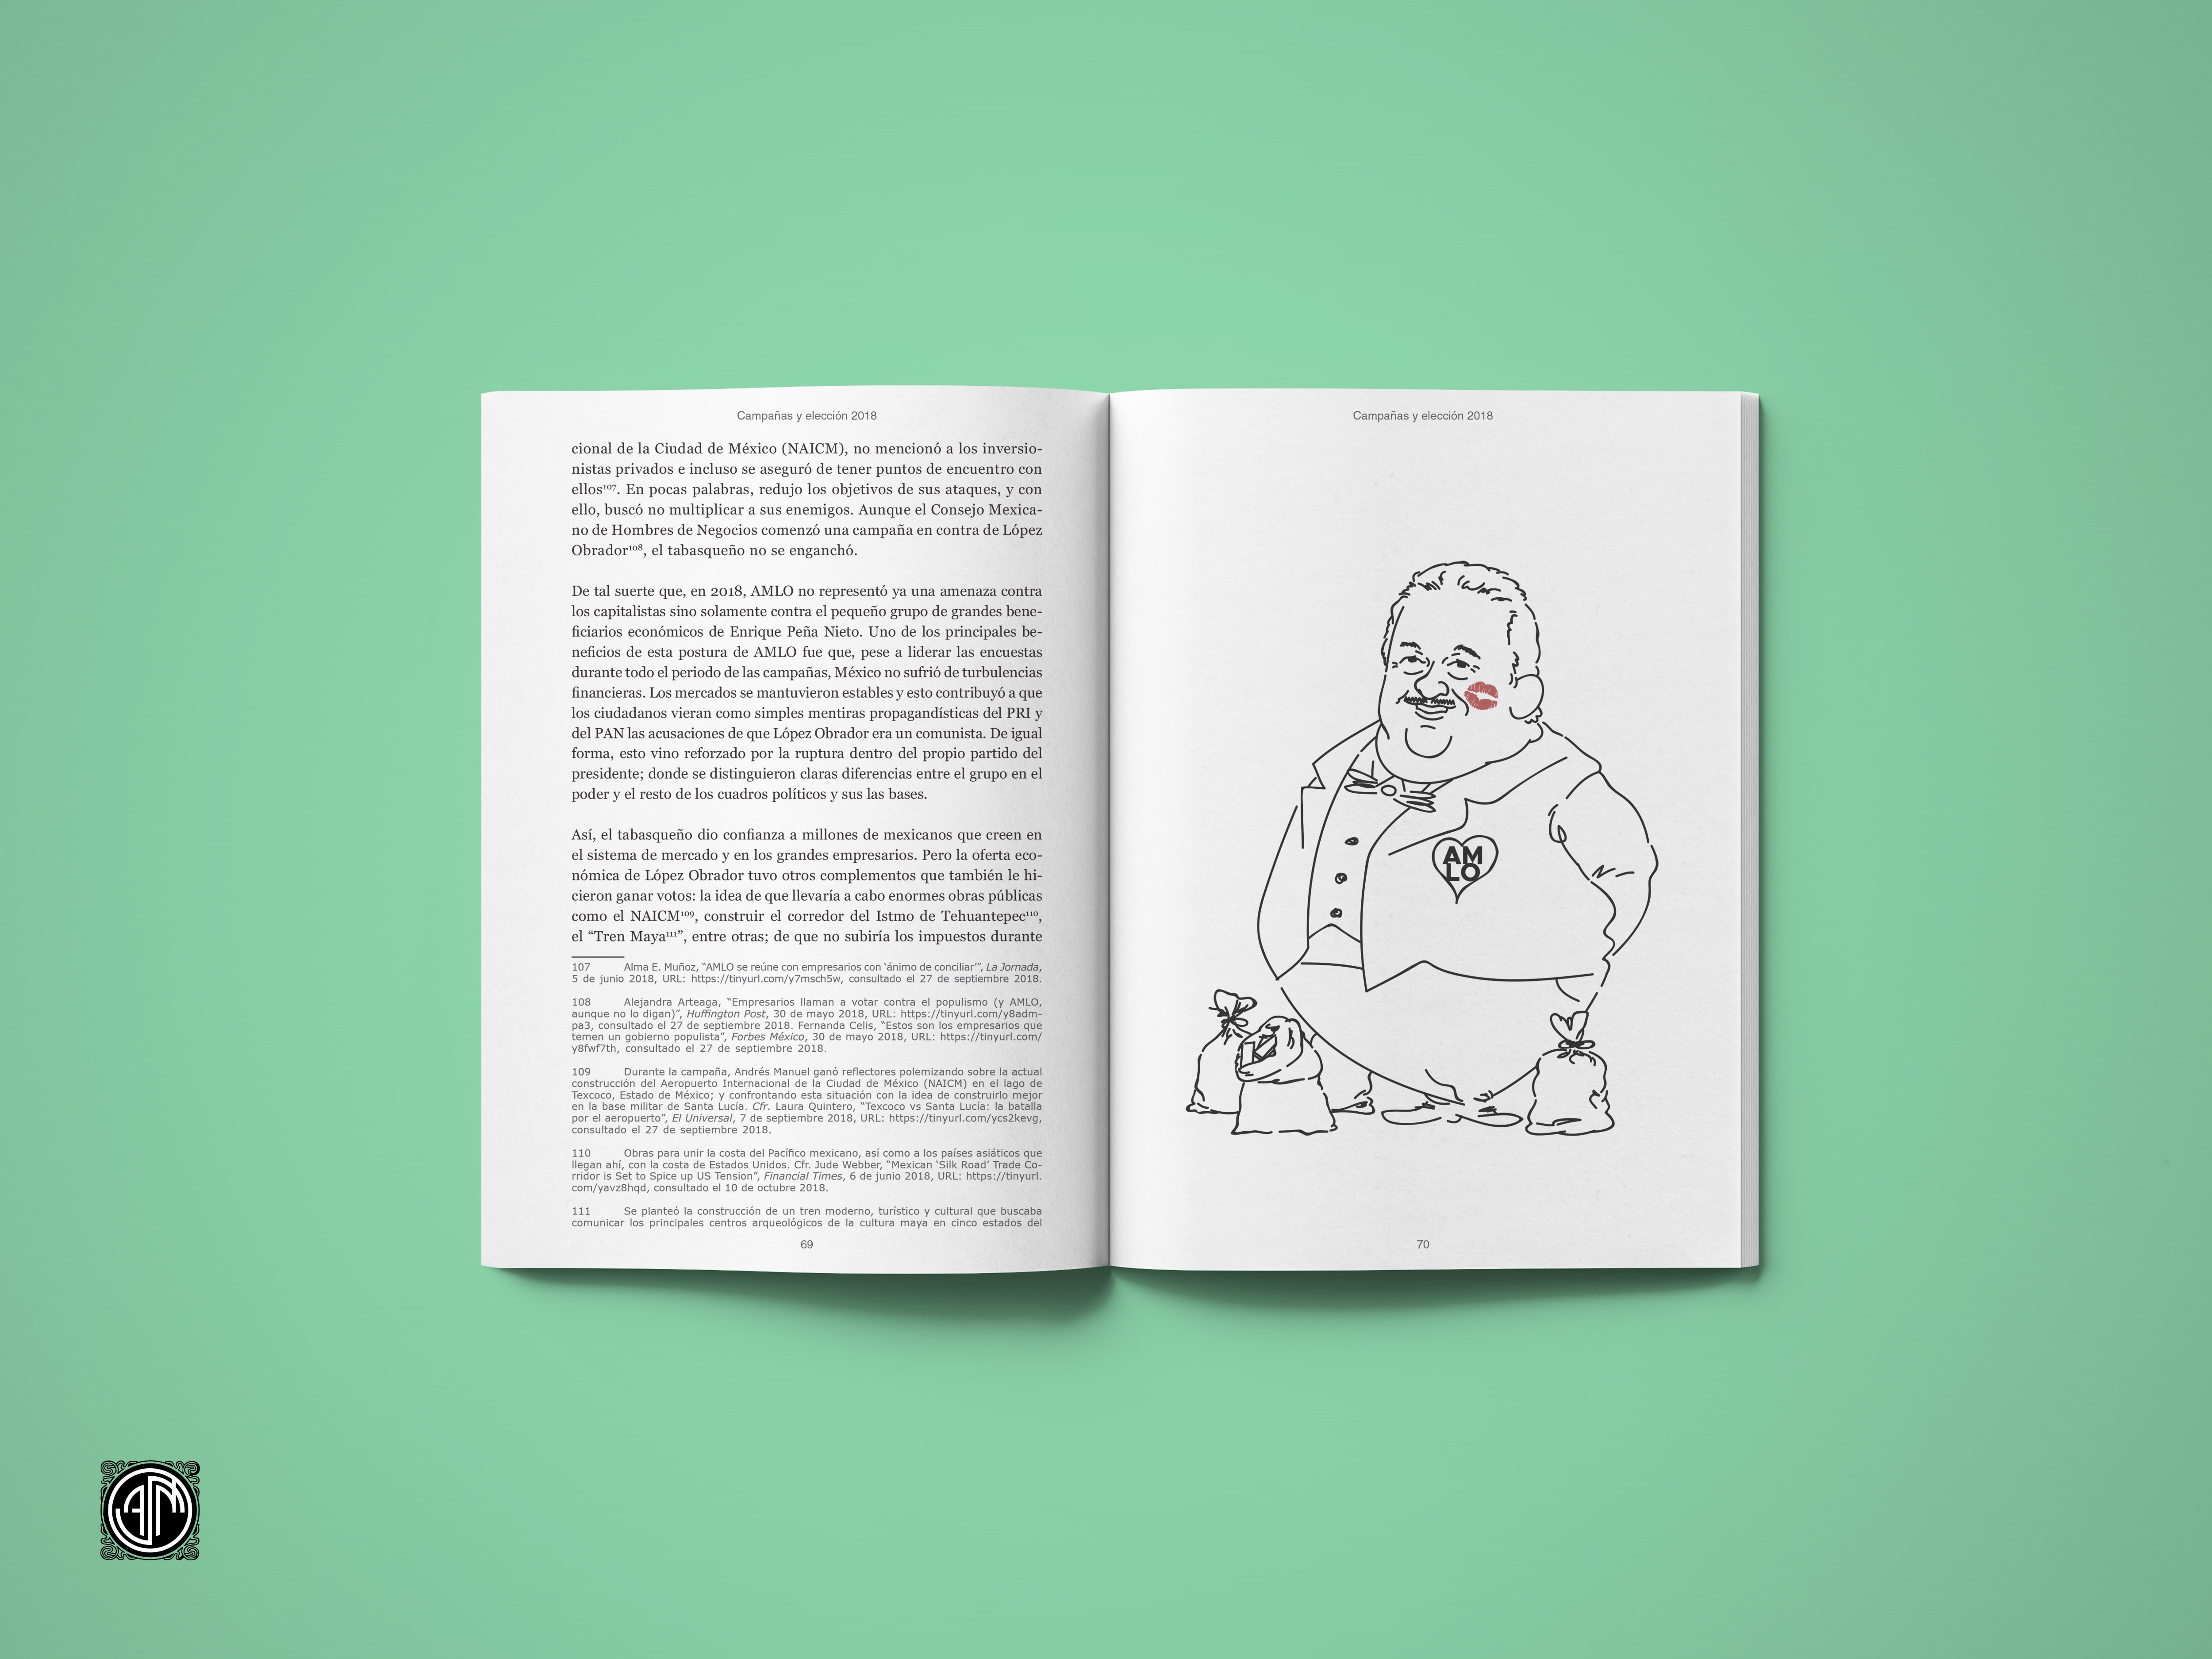 Campañas y elección 2018
cional de la Ciudad de México (NAICM), no mencionó a los inversio-
nistas privados e incluso se aseguró de tener puntos de encuentro con
ellos¹⁰⁷. En pocas palabras, redujo los objetivos de sus ataques, y con
ello, buscó no multiplicar a sus enemigos. Aunque el Consejo Mexica-
no de Hombres de Negocios comenzó una campaña en contra de López
Obrador¹⁰⁸, el tabasqueño no se enganchó.
De tal suerte que, en 2018, AMLO no representó ya una amenaza contra
los capitalistas sino solamente contra el pequeño grupo de grandes bene-
ficiarios económicos de Enrique Peña Nieto. Uno de los principales be-
neficios de esta postura de AMLO fue que, pese a liderar las encuestas
durante todo el periodo de las campañas, México no sufrió de turbulencias
financieras. Los mercados se mantuvieron estables y esto contribuyó a que
los ciudadanos vieran como simples mentiras propagandísticas del PRI y
del PAN las acusaciones de que López Obrador era un comunista. De igual
forma, esto vino reforzado por la ruptura dentro del propio partido del
presidente; donde se distinguieron claras diferencias entre el grupo en el
poder y el resto de los cuadros políticos y sus las bases.
Así, el tabasqueño dio confianza a millones de mexicanos que creen en
el sistema de mercado y en los grandes empresarios. Pero la oferta eco-
nómica de López Obrador tuvo otros complementos que también le hi-
cieron ganar votos: la idea de que llevaría a cabo enormes obras públicas
como el NAICM¹⁰⁹, construir el corredor del Istmo de Tehuantepec¹¹⁰,
el “Tren Maya¹¹¹”, entre otras; de que no subiría los impuestos durante
107 Alma E. Muñoz, “AMLO se reúne con empresarios con ‘ánimo de conciliar’”, La Jornada,
5 de junio 2018, URL: https://tinyurl.com/y7msch5w, consultado el 27 de septiembre 2018.
108 Alejandra Arteaga, “Empresarios llaman a votar contra el populismo (y AMLO,
aunque no lo digan)”, Huffington Post, 30 de mayo 2018, URL: https://tinyurl.com/y8adm-
pa3, consultado el 27 de septiembre 2018. Fernanda Celis, “Estos son los empresarios que
temen un gobierno populista”, Forbes México, 30 de mayo 2018, URL: https://tinyurl.com/
y8fwf7th, consultado el 27 de septiembre 2018.
109 Durante la campaña, Andrés Manuel ganó reflectores polemizando sobre la actual
construcción del Aeropuerto Internacional de la Ciudad de México (NAICM) en el lago de
Texcoco, Estado de México; y confrontando esta situación con la idea de construirlo mejor
en la base militar de Santa Lucía. Cfr. Laura Quintero, “Texcoco vs Santa Lucía: la batalla
por el aeropuerto”, El Universal, 7 de septiembre 2018, URL: https://tinyurl.com/ycs2kevg,
consultado el 27 de septiembre 2018.
110 Obras para unir la costa del Pacífico mexicano, así como a los países asiáticos que
llegan ahí, con la costa de Estados Unidos. Cfr. Jude Webber, “Mexican ‘Silk Road’ Trade Co-
rridor is Set to Spice up US Tension”, Financial Times, 6 de junio 2018, URL: https://tinyurl.
com/yavz8hqd, consultado el 10 de octubre 2018.
111 Se planteó la construcción de un tren moderno, turístico y cultural que buscaba
comunicar los principales centros arqueológicos de la cultura maya en cinco estados del
69
Campañas y elección 2018
AM
LO
70